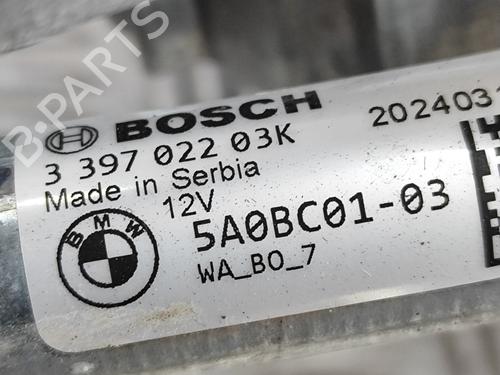 B-PARTS
BOSCH
3 397 022 03K
2024031
Made in Serbia
12V
BMW
5A0BC01-03
WA_BO_7